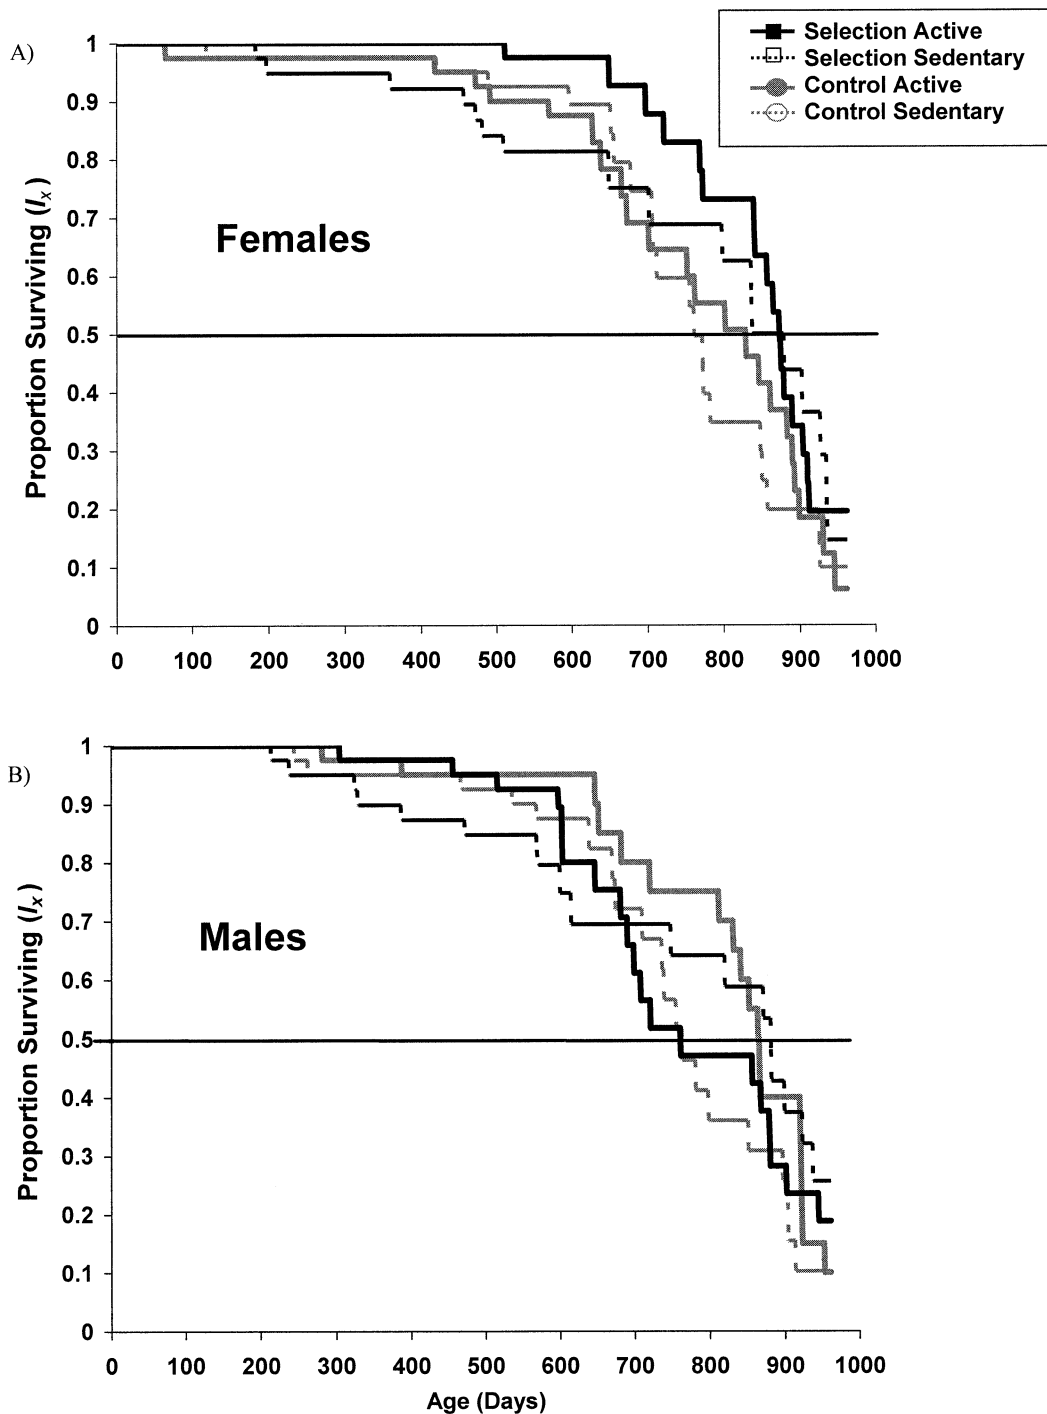 A)
Selection Active
Selection Sedentary
Control Active
Control Sedentary
Proportion Surviving (lx)
1
0.9
0.8
0.7
0.6
0.5
0.4
0.3
0.2
0.1
0
Females
0 100 200 300 400 500 600 700 800 900 1000
B)
Proportion Surviving (lx)
1
0.9
0.8
0.7
0.6
0.5
0.4
0.3
0.2
0.1
0
Males
0 100 200 300 400 500 600 700 800 900 1000
Age (Days)